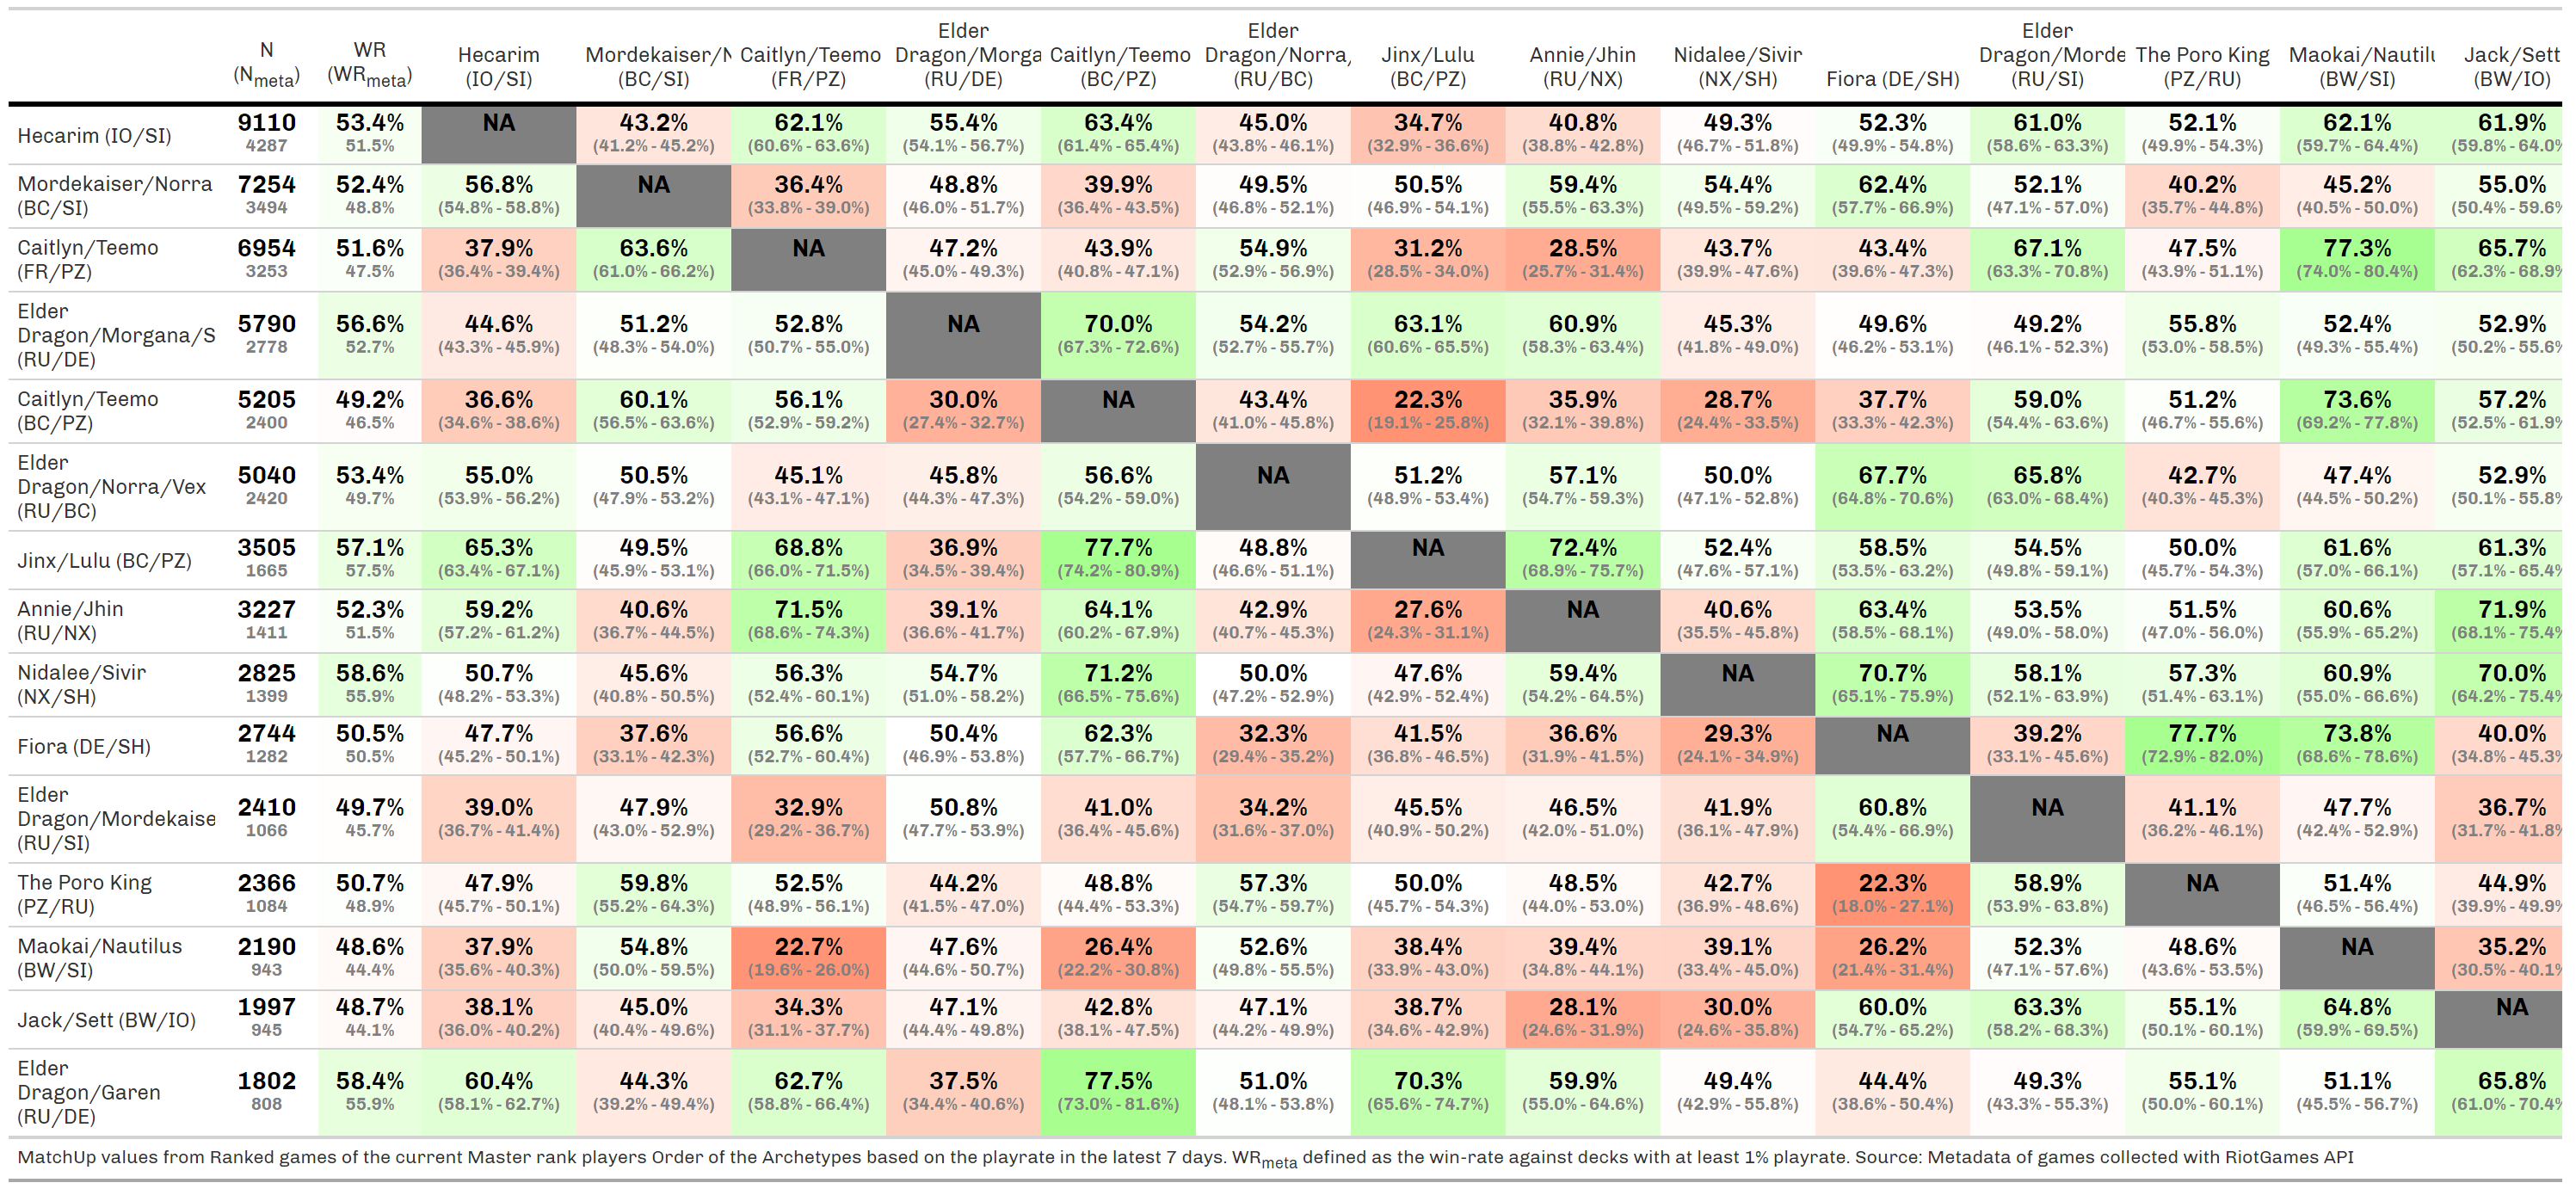 N (Nmeta) WR (WRmeta) Hecarim (IO/SI) Mordekaiser/N (BC/SI) Caitlyn/Teemo (FR/PZ) Elder Dragon/Morga (RU/DE) Caitlyn/Teemo (BC/PZ) Elder Dragon/Norra, (RU/BC) Jinx/Lulu (BC/PZ) Annie/Jhin (RU/NX) Nidalee/Sivir (NX/SH) Fiora (DE/SH) Elder Dragon/Morde (RU/SI) The Poro King (PZ/RU) Maokai/Nautilu (BW/SI) Jack/Sett (BW/IO)
Hecarim (IO/SI) 9110 53.4% NA 43.2% 62.1% 55.4% 63.4% 45.0% 34.7% 40.8% 49.3% 52.3% 61.0% 52.1% 62.1% 61.9%
4287 51.5% (41.2% - 45.2%) (60.6% - 63.6%) (54.1% - 56.7%) (61.4% - 65.4%) (43.8% - 46.1%) (32.9% - 36.6%) (38.8% - 42.8%) (46.7% - 51.8%) (49.9% - 54.8%) (58.6% - 63.3%) (49.9% - 54.3%) (59.7% - 64.4%) (59.8% - 64.0%
Mordekaiser/Norra 7254 52.4% 56.8% NA 36.4% 48.8% 39.9% 49.5% 50.5% 59.4% 54.4% 62.4% 52.1% 40.2% 45.2% 55.0%
(BC/SI) 3494 48.8% (54.8% - 58.8%) (33.8% - 39.0%) (46.0% - 51.7%) (36.4% - 43.5%) (46.8% - 52.1%) (46.9% - 54.1%) (55.5% - 63.3%) (49.5% - 59.2%) (57.7% - 66.9%) (47.1% - 57.0%) (35.7% - 44.8%) (40.5% - 50.0%) (50.4% - 59.6%
Caitlyn/Teemo 6954 51.6% 37.9% 63.6% NA 47.2% 43.9% 54.9% 31.2% 28.5% 43.7% 43.4% 67.1% 47.5% 77.3% 65.7%
(FR/PZ) 3253 47.5% (36.4% - 39.4%) (61.0% - 66.2%) (45.0% - 49.3%) (40.8% - 47.1%) (52.9% - 56.9%) (28.5% - 34.0%) (25.7% - 31.4%) (39.9% - 47.6%) (39.6% - 47.3%) (63.3% - 70.8%) (43.9% - 51.1%) (74.0% - 80.4%) (62.3% - 68.9%
Elder
Dragon/Morgana/S 5790 56.6% 44.6% 51.2% 52.8% NA 70.0% 54.2% 63.1% 60.9% 45.3% 49.6% 49.2% 55.8% 52.4% 52.9%
(RU/DE) 2778 52.7% (43.3% - 45.9%) (48.3% - 54.0%) (50.7% - 55.0%) (67.3% - 72.6%) (52.7% - 55.7%) (60.6% - 65.5%) (58.3% - 63.4%) (41.8% - 49.0%) (46.2% - 53.1%) (46.1% - 52.3%) (53.0% - 58.5%) (49.3% - 55.4%) (50.2% - 55.6%
Caitlyn/Teemo 5205 49.2% 36.6% 60.1% 56.1% 30.0% NA 43.4% 22.3% 35.9% 28.7% 37.7% 59.0% 51.2% 73.6% 57.2%
(BC/PZ) 2400 46.5% (34.6% - 38.6%) (56.5% - 63.6%) (52.9% - 59.2%) (27.4% - 32.7%) (41.0% - 45.8%) (19.1% - 25.8%) (32.1% - 39.8%) (24.4% - 33.5%) (33.3% - 42.3%) (54.4% - 63.6%) (46.7% - 55.6%) (69.2% - 77.8%) (52.5% - 61.9%
Elder
Dragon/Norra/Vex 5040 53.4% 55.0% 50.5% 45.1% 45.8% 56.6% NA 51.2% 57.1% 50.0% 67.7% 65.8% 42.7% 47.4% 52.9%
(RU/BC) 2420 49.7% (53.9% - 56.2%) (47.9% - 53.2%) (43.1% - 47.1%) (44.3% - 47.3%) (54.2% - 59.0%) (48.9% - 53.4%) (54.7% - 59.3%) (47.1% - 52.8%) (64.8% - 70.6%) (63.0% - 68.4%) (40.3% - 45.3%) (44.5% - 50.2%) (50.1% - 55.8%
Jinx/Lulu (BC/PZ) 3505 57.1% 65.3% 49.5% 68.8% 36.9% 77.7% 48.8% NA 72.4% 52.4% 58.5% 54.5% 50.0% 61.6% 61.3%
1665 57.5% (63.4% - 67.1%) (45.9% - 53.1%) (66.0% - 71.5%) (34.5% - 39.4%) (74.2% - 80.9%) (46.6% - 51.1%) (68.9% - 75.7%) (47.6% - 57.1%) (53.5% - 63.2%) (49.8% - 59.1%) (45.7% - 54.3%) (57.0% - 66.1%) (57.1% - 65.4%
Annie/Jhin 3227 52.3% 59.2% 40.6% 71.5% 39.1% 64.1% 42.9% 27.6% NA 40.6% 63.4% 53.5% 51.5% 60.6% 71.9%
(RU/NX) 1411 51.5% (57.2% - 61.2%) (36.7% - 44.5%) (68.6% - 74.3%) (36.6% - 41.7%) (60.2% - 67.9%) (40.7% - 45.3%) (24.3% - 31.1%) (35.5% - 45.8%) (58.5% - 68.1%) (49.0% - 58.0%) (47.0% - 56.0%) (55.9% - 65.2%) (68.1% - 75.4%
Nidalee/Sivir 2825 58.6% 50.7% 45.6% 56.3% 54.7% 71.2% 50.0% 47.6% 59.4% NA 70.7% 58.1% 57.3% 60.9% 70.0%
(NX/SH) 1399 55.9% (48.2% - 53.3%) (40.8% - 50.5%) (52.4% - 60.1%) (51.0% - 58.2%) (66.5% - 75.6%) (47.2% - 52.9%) (42.9% - 52.4%) (54.2% - 64.5%) (65.1% - 75.9%) (52.1% - 63.9%) (51.4% - 63.1%) (55.0% - 66.6%) (64.2% - 75.4%
Fiora (DE/SH) 2744 50.5% 47.7% 37.6% 56.6% 50.4% 62.3% 32.3% 41.5% 36.6% 29.3% NA 39.2% 77.7% 73.8% 40.0%
1282 50.5% (45.2% - 50.1%) (33.1% - 42.3%) (52.7% - 60.4%) (46.9% - 53.8%) (57.7% - 66.7%) (29.4% - 35.2%) (36.8% - 46.5%) (31.9% - 41.5%) (24.1% - 34.9%) (33.1% - 45.6%) (72.9% - 82.0%) (68.6% - 78.6%) (34.8% - 45.3%
Elder
Dragon/Mordekaise 2410 49.7% 39.0% 47.9% 32.9% 50.8% 41.0% 34.2% 45.5% 46.5% 41.9% 60.8% NA 41.1% 47.7% 36.7%
(RU/SI) 1066 45.7% (36.7% - 41.4%) (43.0% - 52.9%) (29.2% - 36.7%) (47.7% - 53.9%) (36.4% - 45.6%) (31.6% - 37.0%) (40.9% - 50.2%) (42.0% - 51.0%) (36.1% - 47.9%) (54.4% - 66.9%) (36.2% - 46.1%) (42.4% - 52.9%) (31.7% - 41.8%
The Poro King 2366 50.7% 47.9% 59.8% 52.5% 44.2% 48.8% 57.3% 50.0% 48.5% 42.7% 22.3% 58.9% NA 51.4% 44.9%
(PZ/RU) 1084 48.9% (45.7% - 50.1%) (55.2% - 64.3%) (48.9% - 56.1%) (41.5% - 47.0%) (44.4% - 53.3%) (54.7% - 59.7%) (45.7% - 54.3%) (44.0% - 53.0%) (36.9% - 48.6%) (18.0% - 27.1%) (53.9% - 63.8%) (46.5% - 56.4%) (39.9% - 49.9%
Maokai/Nautilus 2190 48.6% 37.9% 54.8% 22.7% 47.6% 26.4% 52.6% 38.4% 39.4% 39.1% 26.2% 52.3% 48.6% NA 35.2%
(BW/SI) 943 44.4% (35.6% - 40.3%) (50.0% - 59.5%) (19.6% - 26.0%) (44.6% - 50.7%) (22.2% - 30.8%) (49.8% - 55.5%) (33.9% - 43.0%) (34.8% - 44.1%) (33.4% - 45.0%) (21.4% - 31.4%) (47.1% - 57.6%) (43.6% - 53.5%) (30.5% - 40.1%
Jack/Sett (BW/IO) 1997 48.7% 38.1% 45.0% 34.3% 47.1% 42.8% 47.1% 38.7% 28.1% 30.0% 60.0% 63.3% 55.1% 64.8% NA
945 44.1% (36.0% - 40.2%) (40.4% - 49.6%) (31.1% - 37.7%) (44.4% - 49.8%) (38.1% - 47.5%) (44.2% - 49.9%) (34.6% - 42.9%) (24.6% - 31.9%) (24.6% - 35.8%) (54.7% - 65.2%) (58.2% - 68.3%) (50.1% - 60.1%) (59.9% - 69.5%)
Elder
Dragon/Garen 1802 58.4% 60.4% 44.3% 62.7% 37.5% 77.5% 51.0% 70.3% 59.9% 49.4% 44.4% 49.3% 55.1% 51.1% 65.8%
(RU/DE) 808 55.9% (58.1% - 62.7%) (39.2% - 49.4%) (58.8% - 66.4%) (34.4% - 40.6%) (73.0% - 81.6%) (48.1% - 53.8%) (65.6% - 74.7%) (55.0% - 64.6%) (42.9% - 55.8%) (38.6% - 50.4%) (43.3% - 55.3%) (50.0% - 60.1%) (45.5% - 56.7%) (61.0% - 70.4%
MatchUp values from Ranked games of the current Master rank players Order of the Archetypes based on the playrate in the latest 7 days. WRmeta defined as the win-rate against decks with at least 1% playrate. Source: Metadata of games collected with RiotGames API